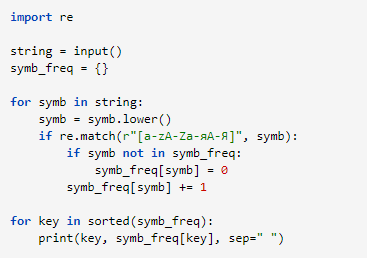 import re

string = input()
symb_freq = {}

for symb in string:
    symb = symb.lower()
    if re.match(r"[a-zA-Zа-яА-Я]", symb):
        if symb not in symb_freq:
            symb_freq[symb] = 0
        symb_freq[symb] += 1

for key in sorted(symb_freq):
    print(key, symb_freq[key], sep=" ")